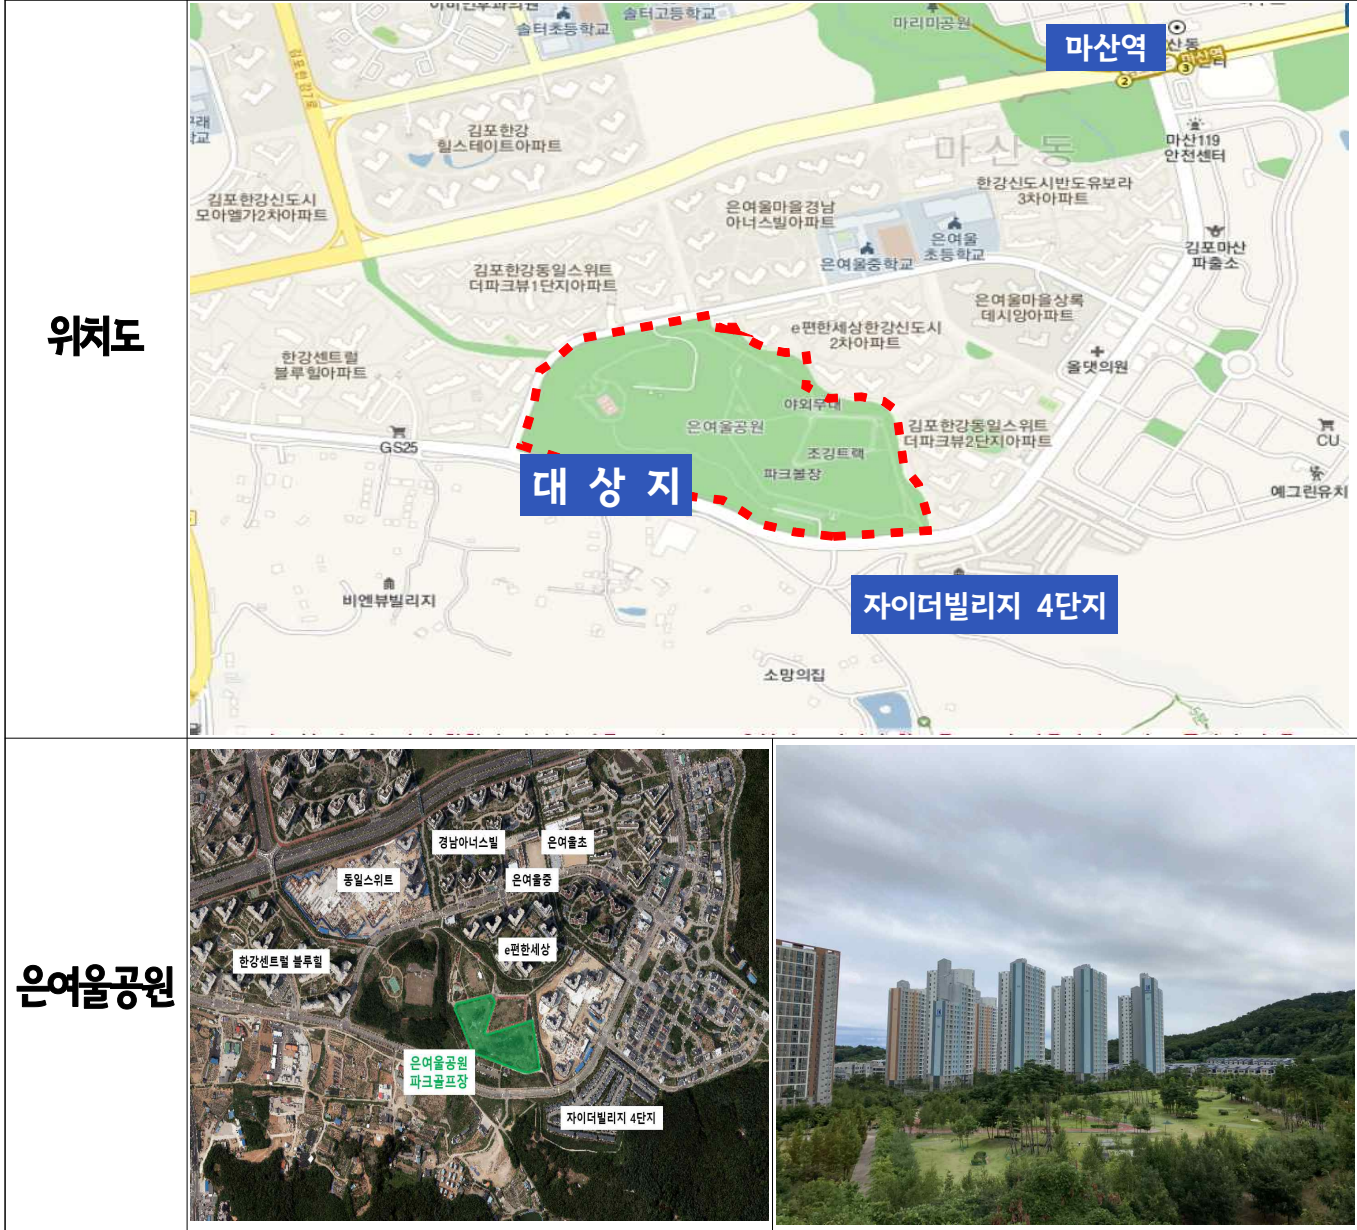 위치도
솔터초등학교
솔터고등학교
마리미공원
마산역
마산역
2
3
김포한강
힐스테이트아파트
마산동
마산119
안전센터
김포한강신도시
모아엘가2차아파트
은여울마을경남
아너스빌아파트
한강신도시반도유보라
3차아파트
은여울중학교
은여울
초등학교
김포마산
파출소
김포한강동일스위트
더파크뷰1단지아파트
은여울마을상록
데시앙아파트
e편한세상한강신도시
2차아파트
한강센트럴
블루힐아파트
올댓의원
야외무대
은여울공원
김포한강동일스위트
더파크뷰2단지아파트
GS25
조깅트랙
파크볼장
CU
대 상 지
예그린유치
비엔뷰빌리지
자이더빌리지 4단지
소망의집
은여울공원
경남아너스빌
은여울초
동일스위트
은여울중
한강센트럴 블루힐
e편한세상
은여울공원
파크골프장
자이더빌리지 4단지